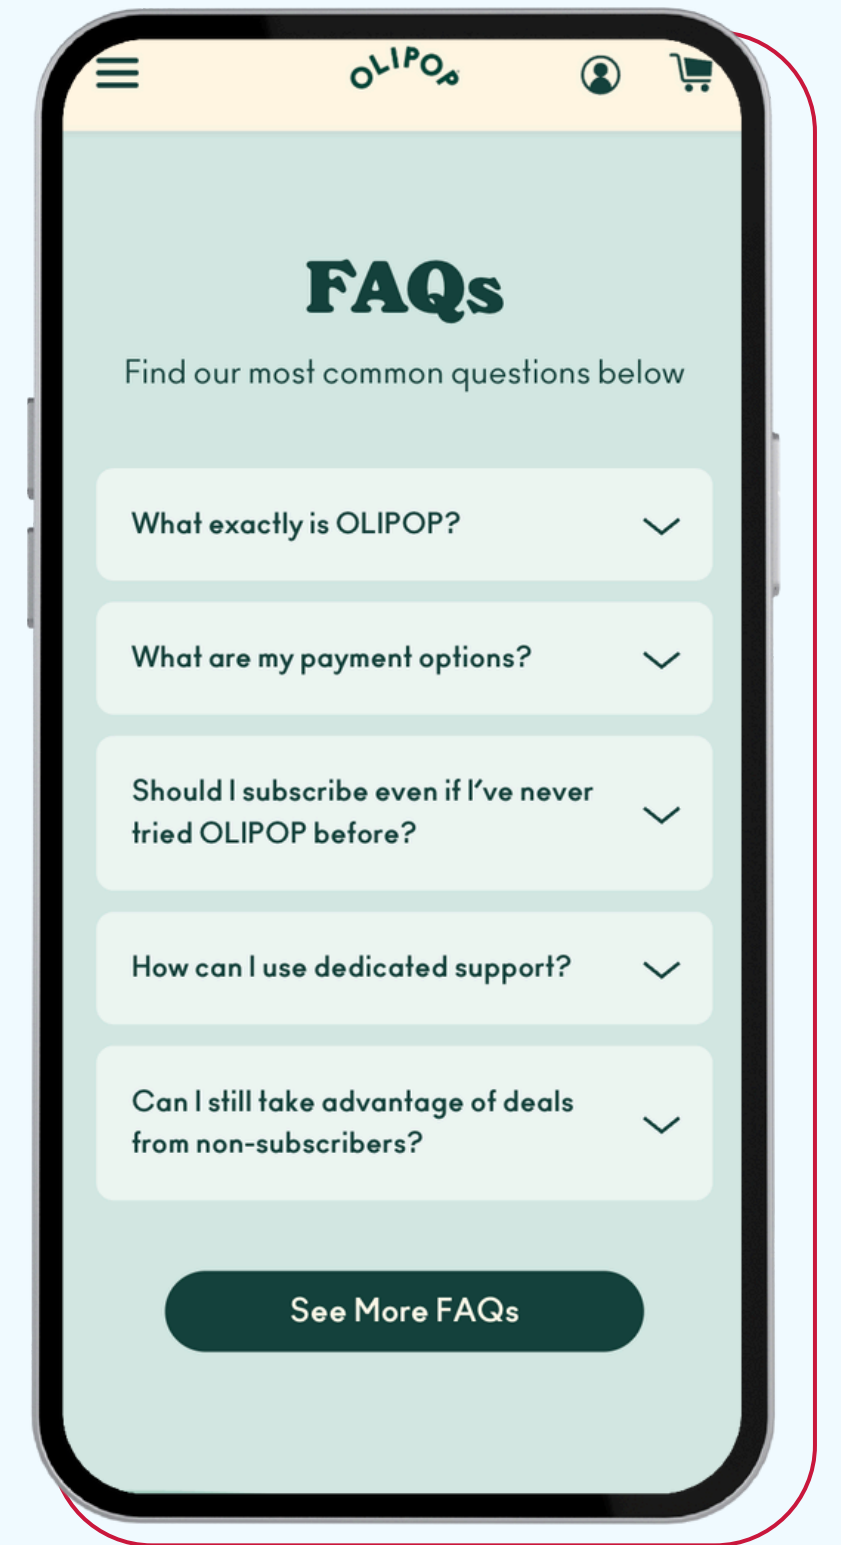 OLIPOP
FAQs
Find our most common questions below
What exactly is OLIPOP?
What are my payment options?
Should I subscribe even if I’ve never
tried OLIPOP before?
How can I use dedicated support?
Can I still take advantage of deals
from non-subscribers?
See More FAQs